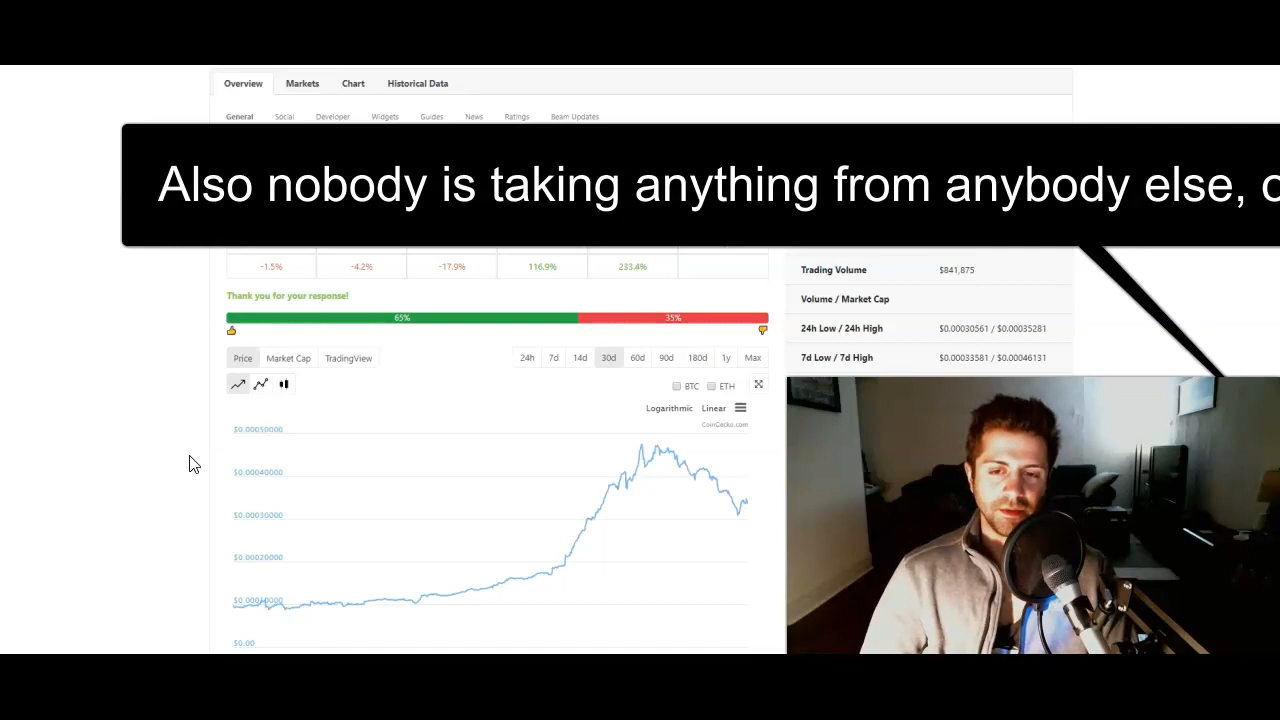 Overview Markets Chart Historical Data
General Social Developer Widgets Guides News Ratings Beam Updates
Also nobody is taking anything from anybody else,
-1.5% -4.2% -17.9% 116.9% 233.4%
Thank you for your response!
65% 35%
Price Market Cap TradingView 24h 7d 14d 30d 60d 90d 180d 1y Max
BTC ETH
Logarithmic Linear
CoinGecko.com
$0.00050000
$0.00040000
$0.00030000
$0.00020000
$0.00010000
$0.00
Trading Volume $841,875
Volume / Market Cap
24h Low / 24h High $0.00030561 / $0.00035281
7d Low / 7d High $0.00033581 / $0.00046131